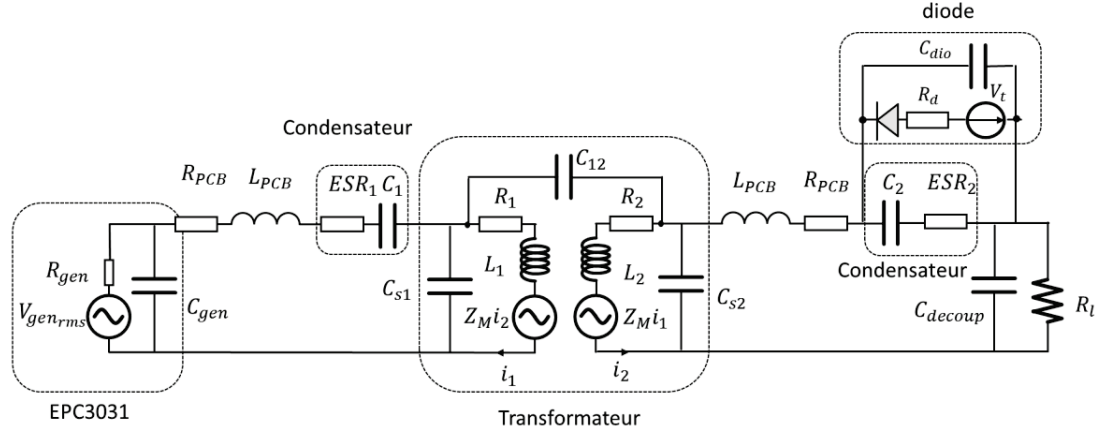 diode
C_dio
R_d
V_t
Condensateur
R_PCB
L_PCB
ESR_1
C_1
C_12
R_1
R_2
L_PCB
R_PCB
C_2
ESR_2
R_gen
V_gen_rms
C_gen
C_s1
L_1
Z_M i_2
L_2
Z_M i_1
C_s2
Condensateur
C_decoup
R_l
i_1
i_2
EPC3031
Transformateur